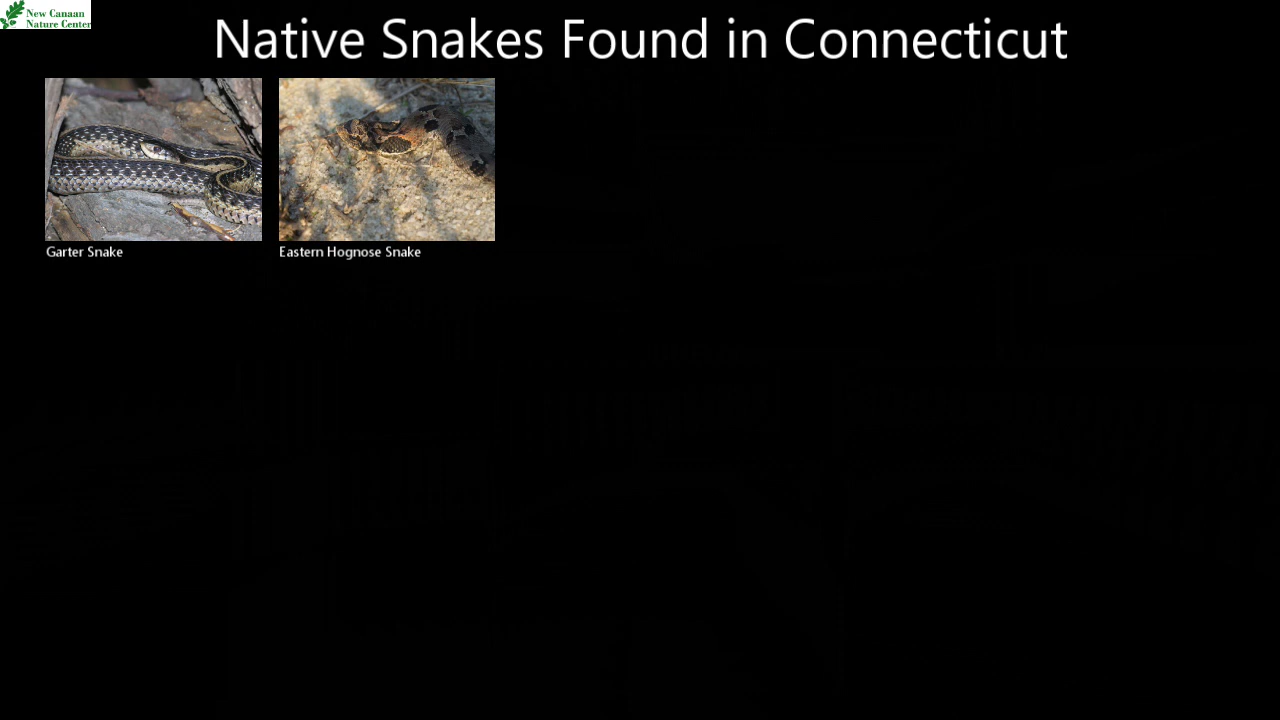 New Canaan
Nature Center
Native Snakes Found in Connecticut
Garter Snake
Eastern Hognose Snake